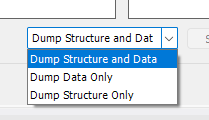 Dump Structure and Dat
Dump Structure and Data
Dump Data Only
Dump Structure Only